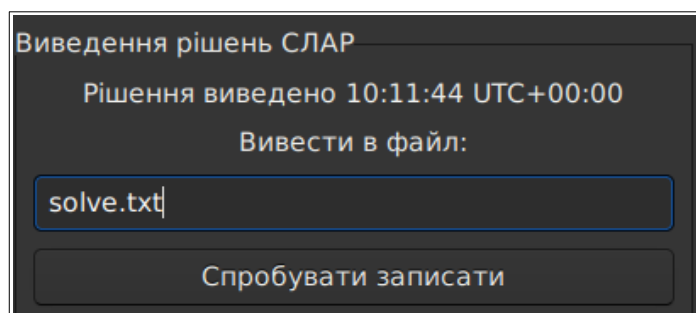 Виведення рішень СЛАР
Рішення виведено 10:11:44 UTC+00:00
Вивести в файл:
solve.txt
Спробувати записати